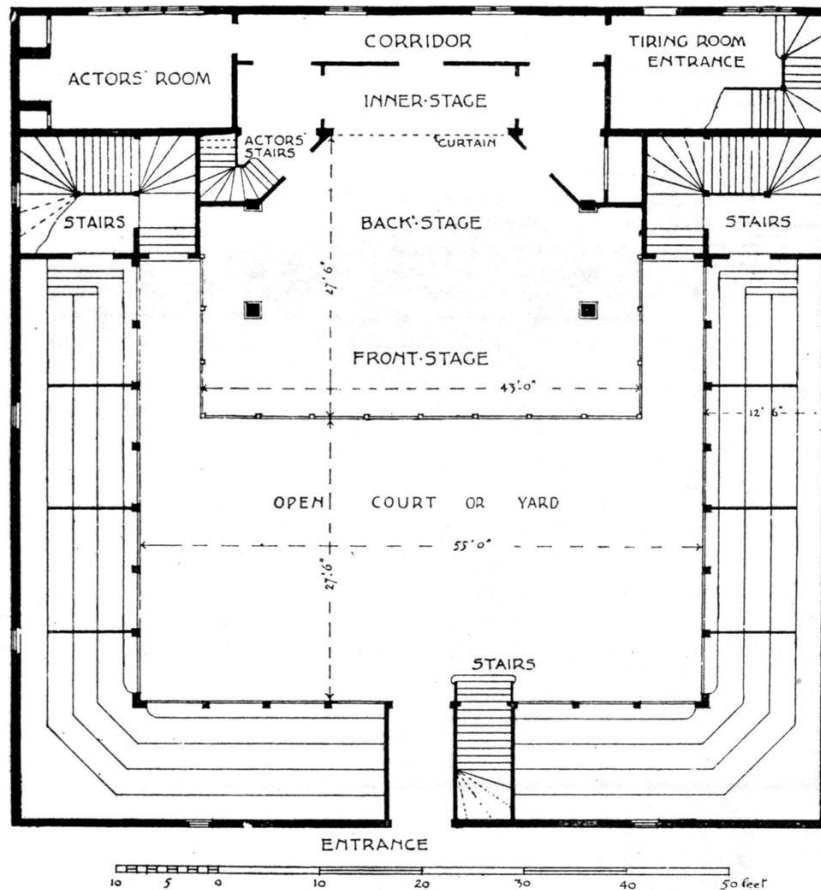 CORRIDOR
TIRING ROOM
ENTRANCE
ACTORS' ROOM
INNER·STAGE
ACTORS'
STAIRS
CURTAIN
STAIRS
BACK·STAGE
STAIRS
27'·6"
FRONT·STAGE
43'·0"
12'·6"
OPEN COURT OR YARD
55'·0"
27'·6"
STAIRS
ENTRANCE
10 5 0 10 20 30 40 50 feet